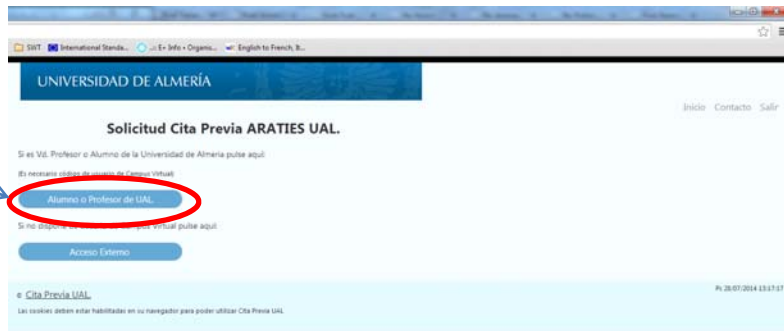 SWT International Standa... E+ Info • Organis... English to French, B...
UNIVERSIDAD DE ALMERÍA
Inicio Contacto Salir
Solicitud Cita Previa ARATIES UAL.
Si es Vd. Profesor o Alumno de la Universidad de Almeria pulse aquí:
(Es necesario código de usuario de Campus Virtual)
Alumno o Profesor de UAL.
Si no dispone de Campus Virtual pulse aquí:
Acceso Externo
Cita Previa UAL.
28/07/2014 13:17:17
Las cookies deben estar habilitadas en su navegador para poder utilizar Cita Previa UAL